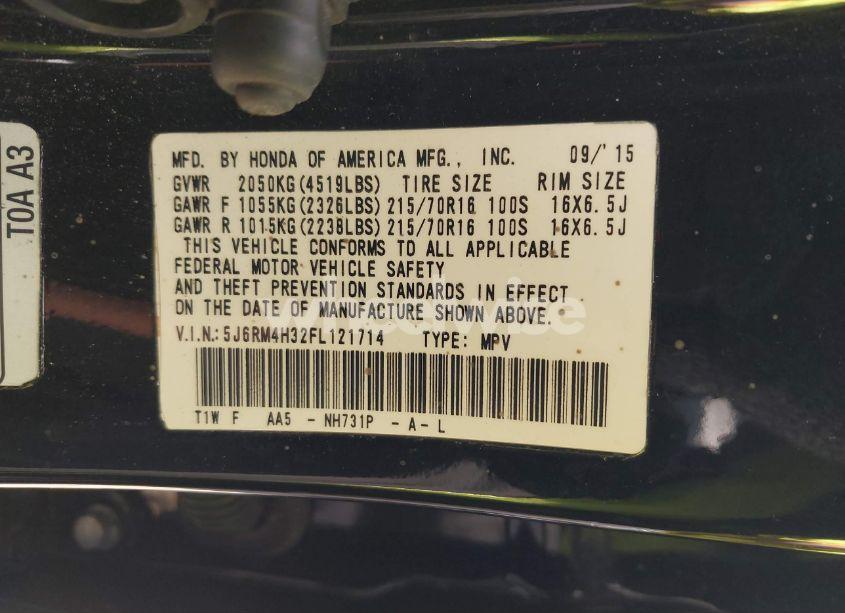 MFD. BY HONDA OF AMERICA MFG., INC. 09/'15
GVWR 2050KG(4519LBS) TIRE SIZE RIM SIZE
GAWR F 1055KG(2326LBS) 215/70R16 100S 16X6.5J
GAWR R 1015KG(2238LBS) 215/70R16 100S 16X6.5J
THIS VEHICLE CONFORMS TO ALL APPLICABLE
FEDERAL MOTOR VEHICLE SAFETY
AND THEFT PREVENTION STANDARDS IN EFFECT
ON THE DATE OF MANUFACTURE SHOWN ABOVE.
V.I.N.: 5J6RM4H32FL121714 TYPE: MPV
T1W F AA5 - NH731P - A - L
T0A A3